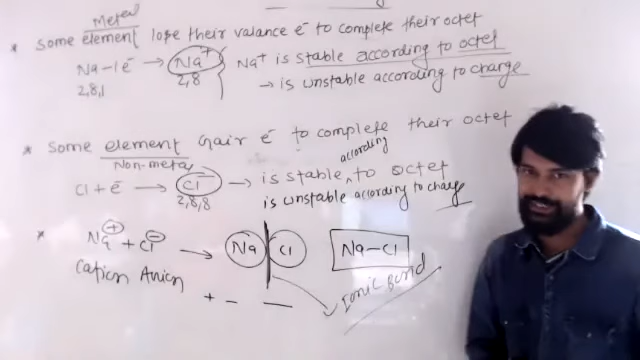 Metal
* Some element lose their valance e⁻ to complete their octet
Na – 1e⁻ → Na⁺ Na⁺ is stable according to octet
2,8,1 2,8 → is unstable according to charge
* Some element Gain e⁻ to complete their octet
Non-metal according
Cl + e⁻ → Cl⁻ → is stable, to octet
2,8,8 is unstable according to charge
* Na⁺ + Cl⁻ → Na Cl Na–Cl
Cation Anion Ionic Bond
+ – —